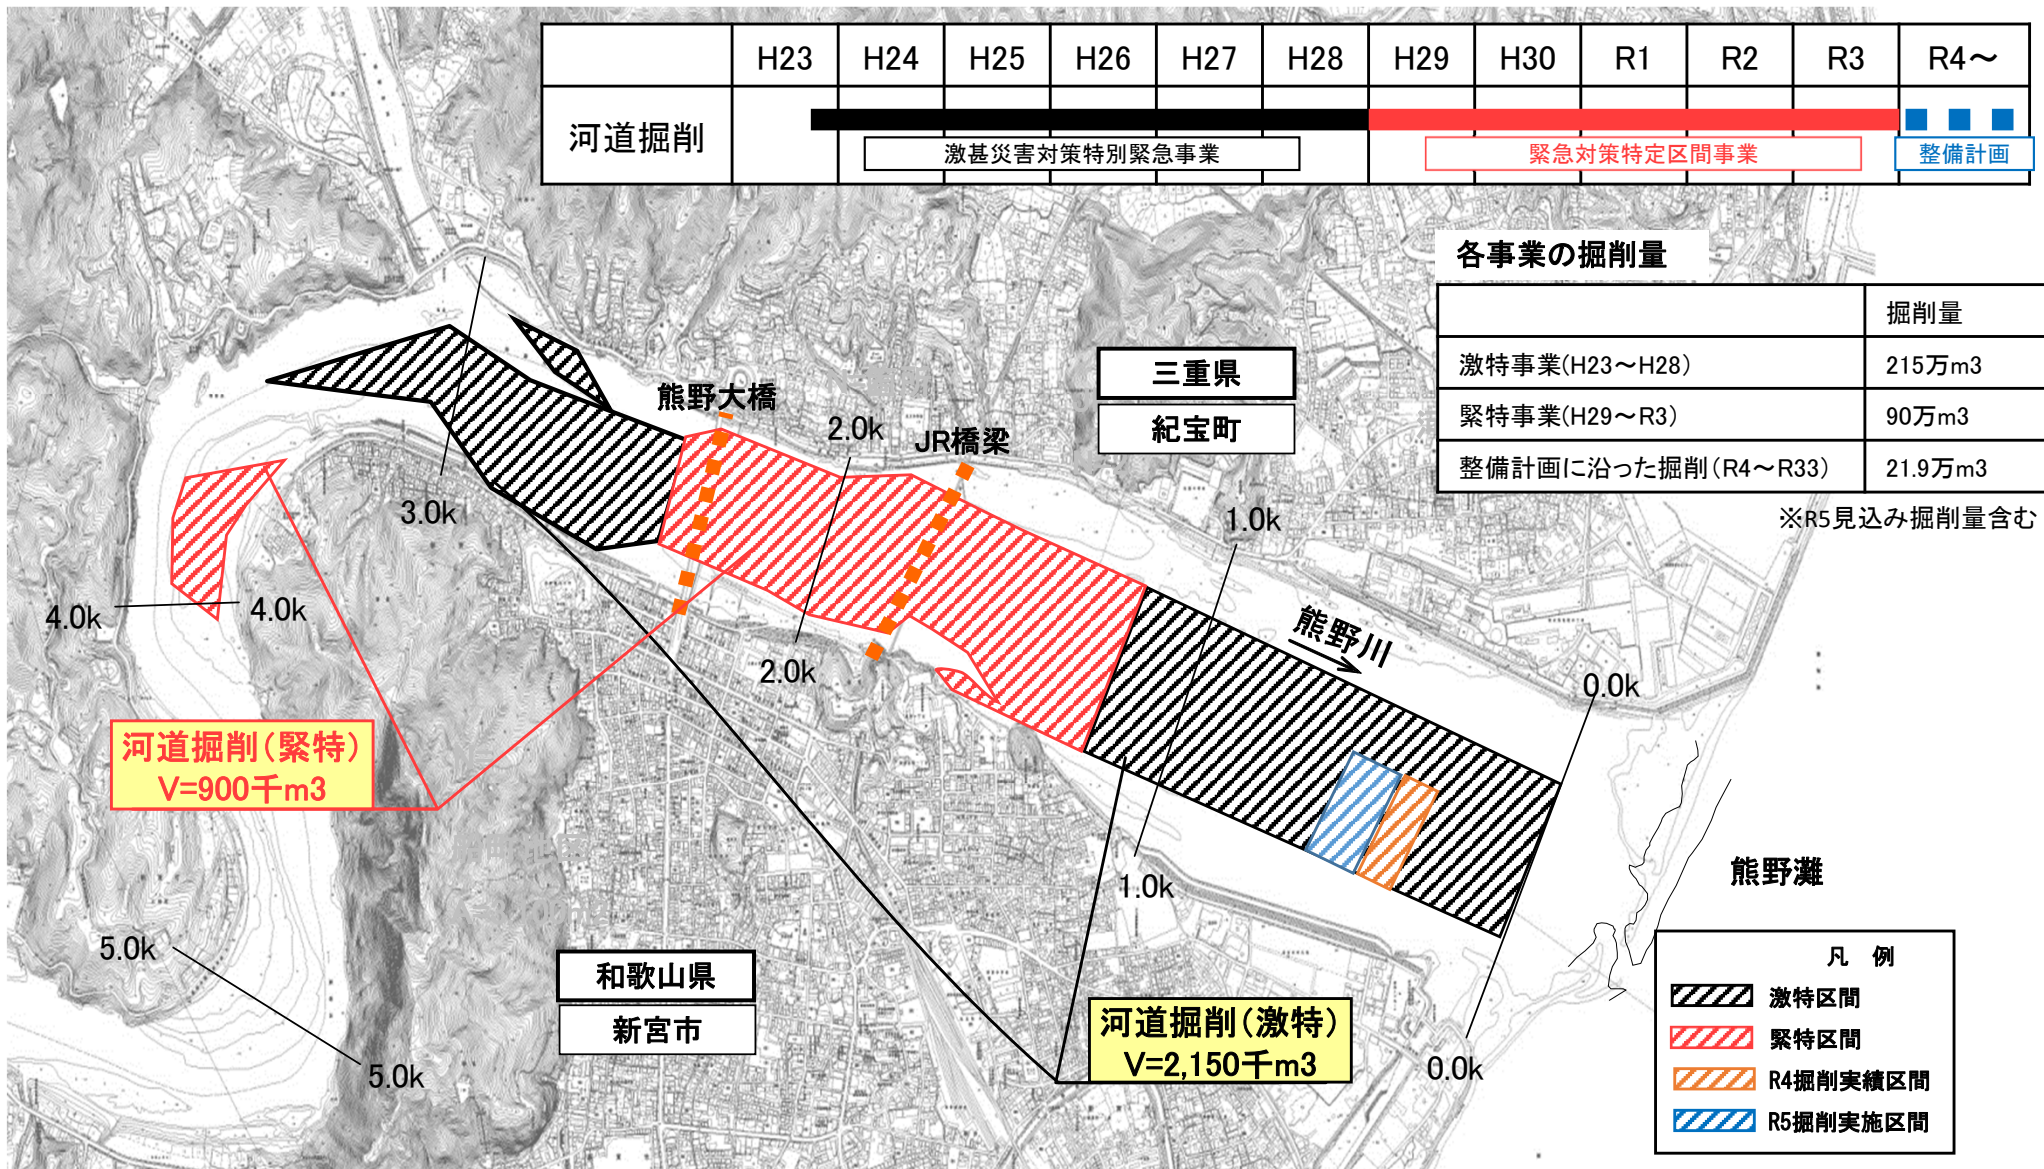 H23 H24 H25 H26 H27 H28 H29 H30 R1 R2 R3 R4～
河道掘削
激甚災害対策特別緊急事業 緊急対策特定区間事業 整備計画
各事業の掘削量
掘削量
激特事業(H23～H28) 215万m3
緊特事業(H29～R3) 90万m3
整備計画に沿った掘削(R4～R33) 21.9万m3
※R5見込み掘削量含む
三重県
紀宝町
熊野大橋
2.0k
JR橋梁
3.0k
1.0k
4.0k
4.0k
熊野川
2.0k
0.0k
河道掘削(緊特)
V=900千m3
熊野灘
1.0k
5.0k
和歌山県
新宮市
河道掘削(激特)
V=2,150千m3
5.0k
0.0k
凡 例
激特区間
緊特区間
R4掘削実績区間
R5掘削実施区間